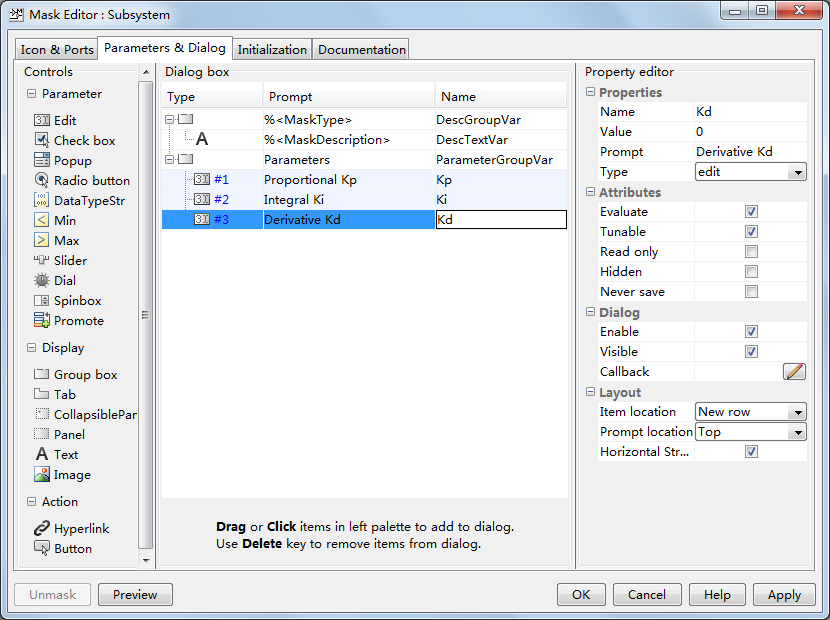 Mask Editor : Subsystem
Icon & Ports
Parameters & Dialog
Initialization
Documentation
Controls
Parameter
Edit
Check box
Popup
Radio button
DataTypeStr
Min
Max
Slider
Dial
Spinbox
Promote
Display
Group box
Tab
CollapsiblePar
Panel
A Text
Image
Action
Hyperlink
Button
Dialog box
Type Prompt Name
%<MaskType> DescGroupVar
A %<MaskDescription> DescTextVar
Parameters ParameterGroupVar
#1 Proportional Kp Kp
#2 Integral Ki Ki
#3 Derivative Kd Kd
Drag or Click items in left palette to add to dialog.
Use Delete key to remove items from dialog.
Property editor
Properties
Name Kd
Value 0
Prompt Derivative Kd
Type edit
Attributes
Evaluate
Tunable
Read only
Hidden
Never save
Dialog
Enable
Visible
Callback
Layout
Item location New row
Prompt location Top
Horizontal Str...
Unmask
Preview
OK
Cancel
Help
Apply